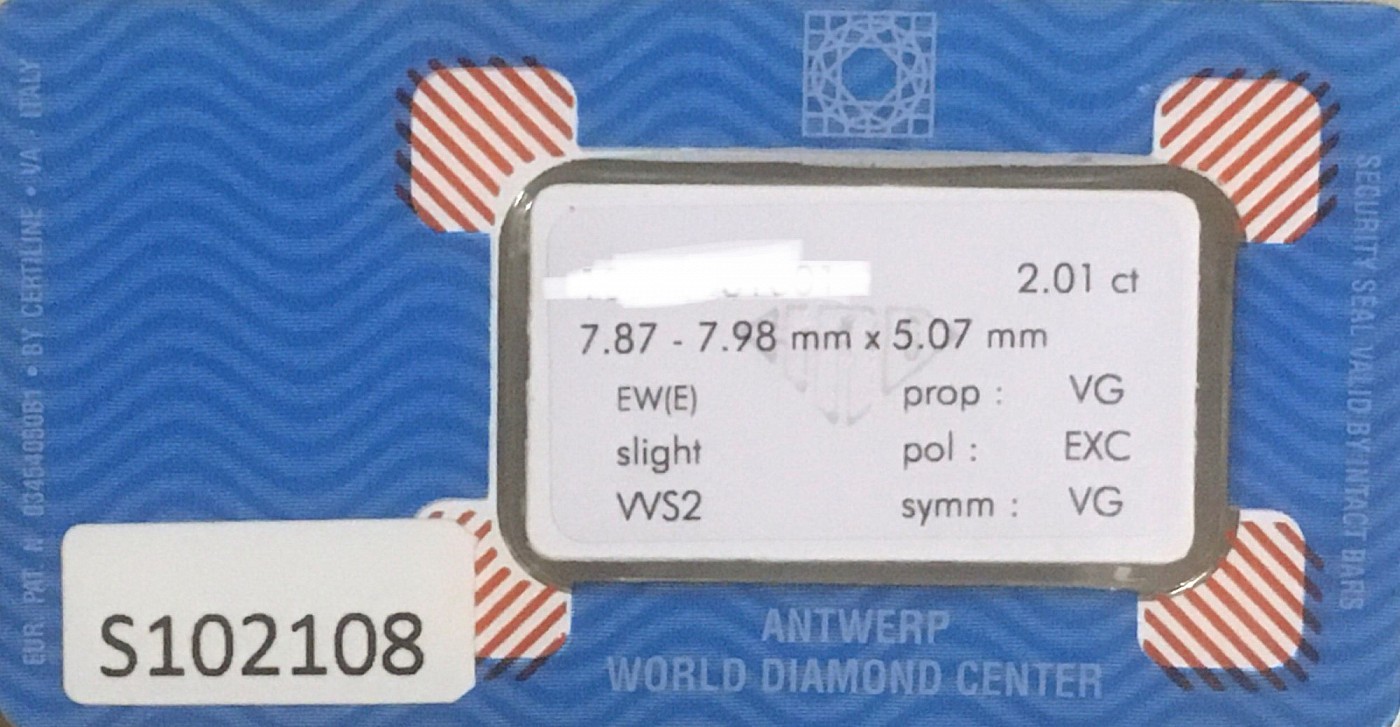 2.01 ct
7.87 - 7.98 mm x 5.07 mm
EW(E) prop : VG
slight pol : EXC
VVS2 symm : VG
S102108
ANTWERP
WORLD DIAMOND CENTER
EUR. PAT. N. • BY CERTILINE • VA - ITALY
SECURITY SEAL VALID BY INTACT BARS